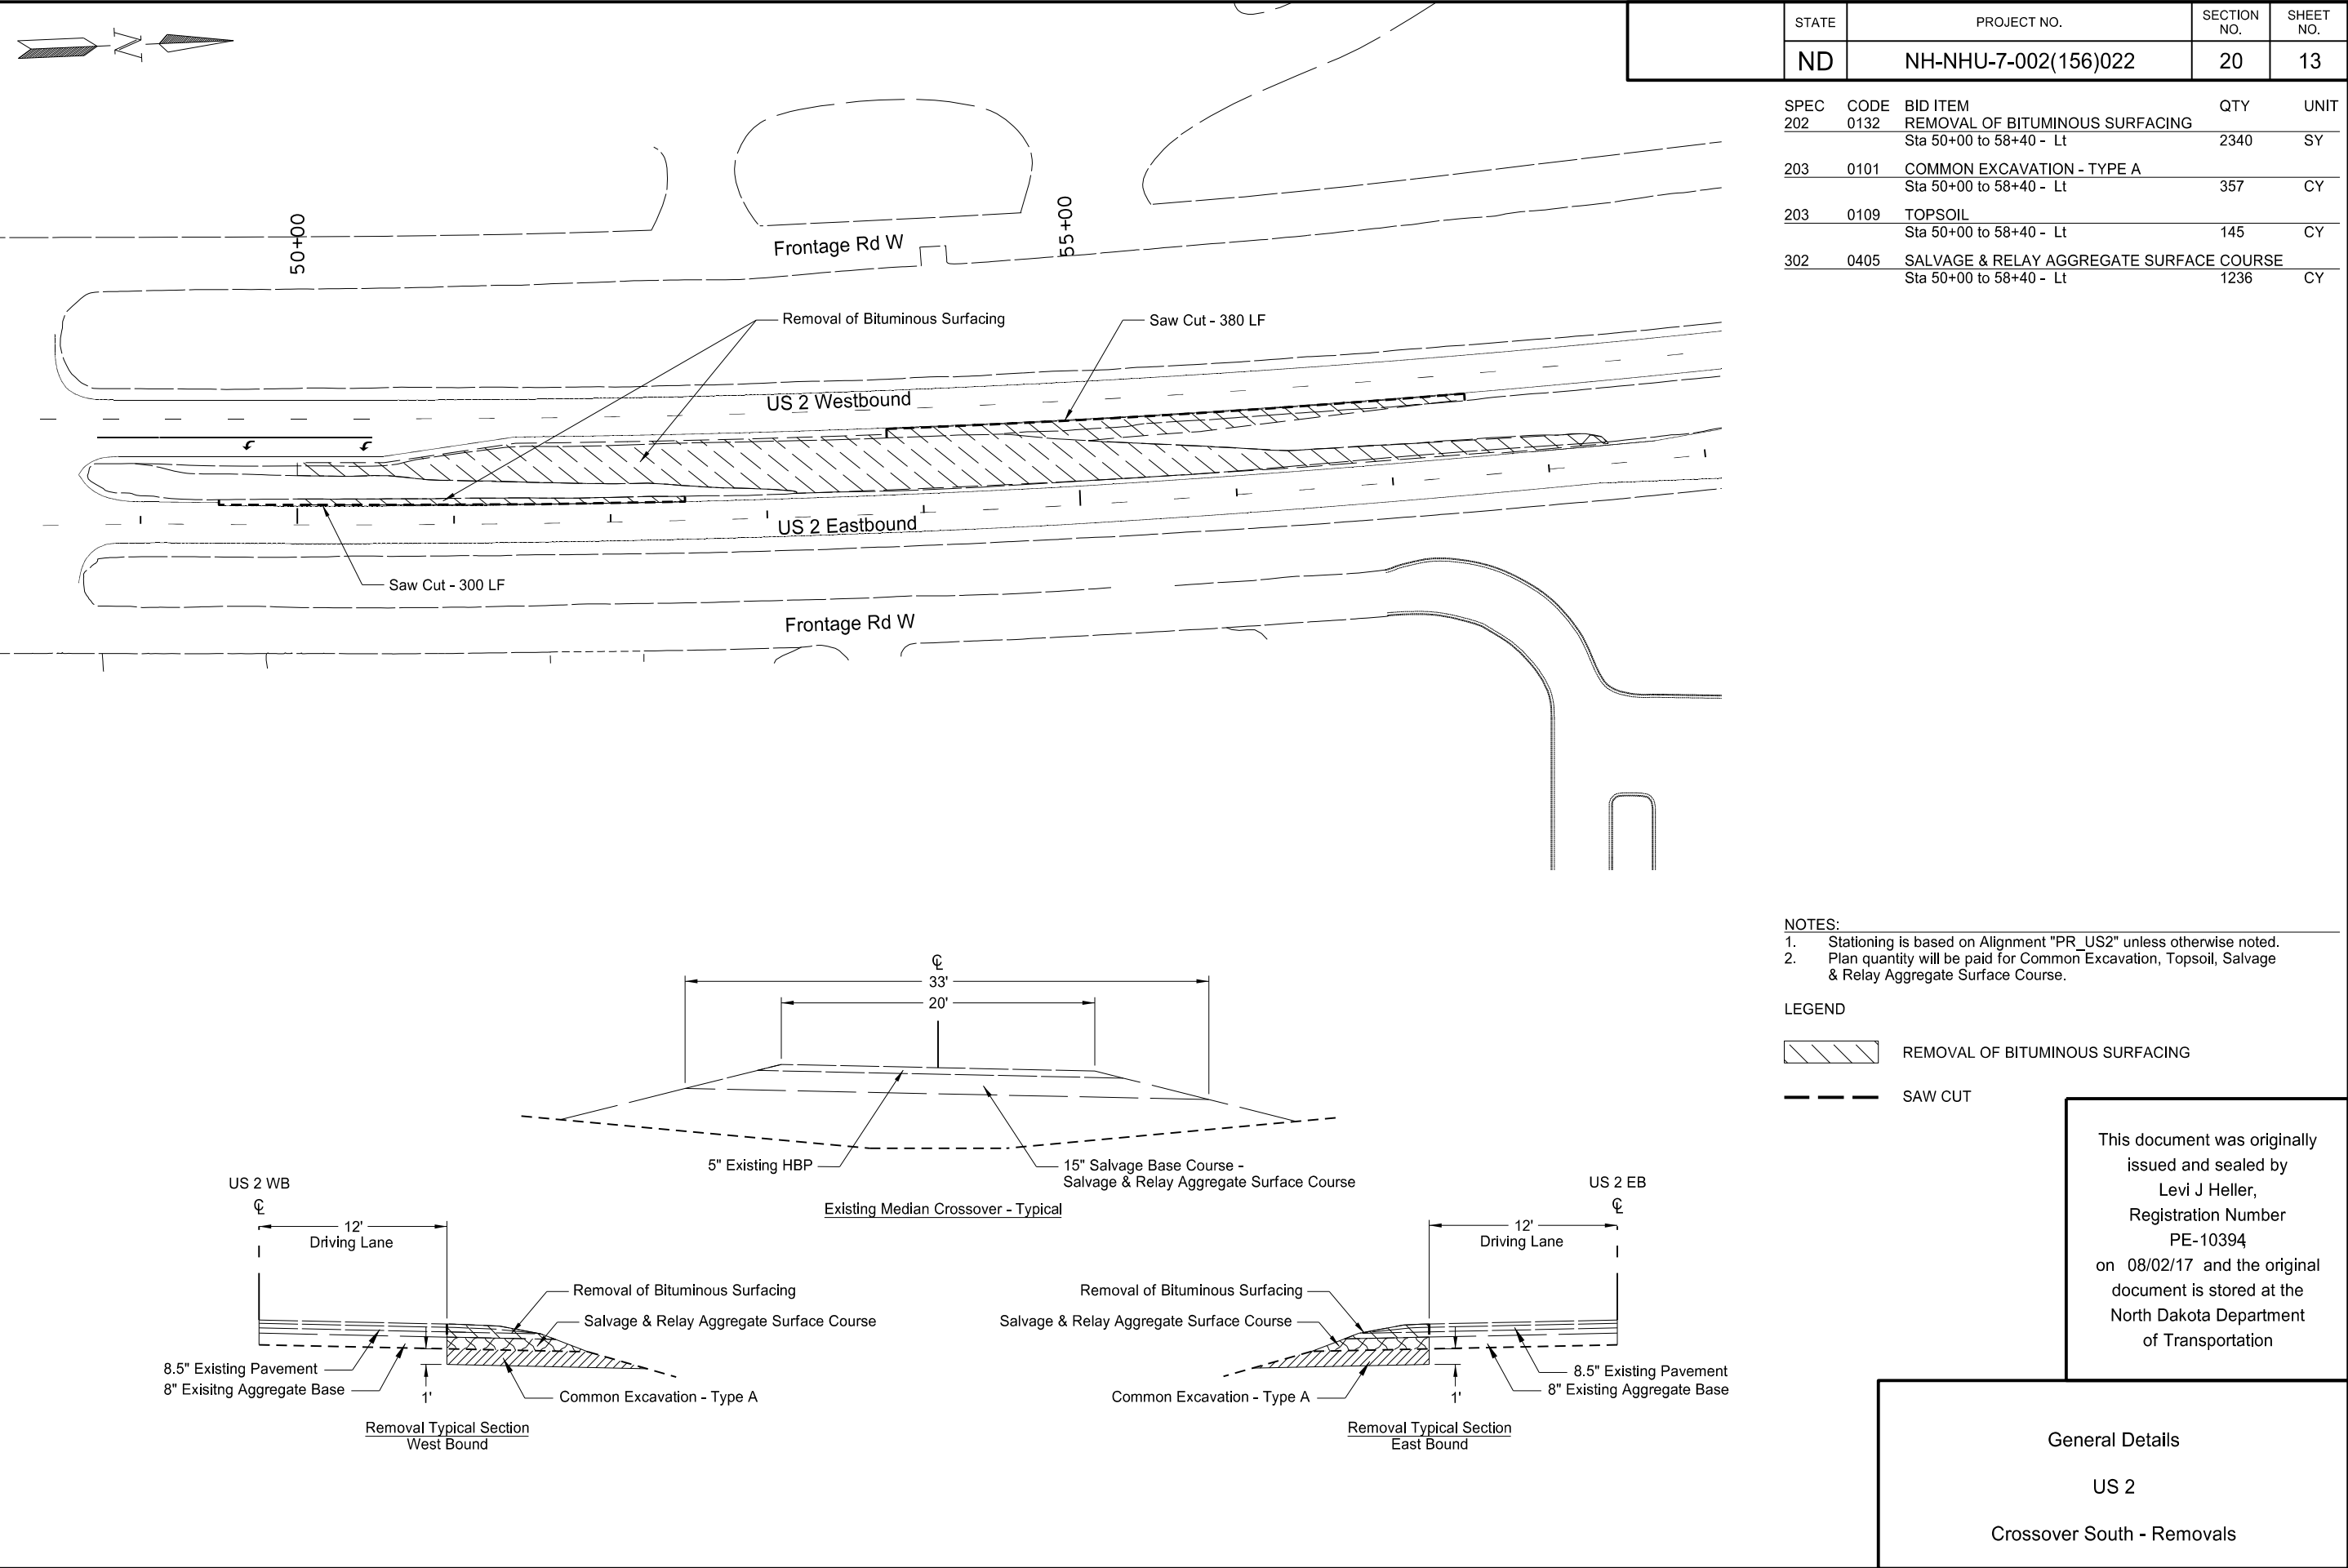 N
STATE PROJECT NO. SECTION NO. SHEET NO.
ND NH-NHU-7-002(156)022 20 13
SPEC CODE BID ITEM QTY UNIT
202 0132 REMOVAL OF BITUMINOUS SURFACING
Sta 50+00 to 58+40 - Lt 2340 SY
203 0101 COMMON EXCAVATION - TYPE A
Sta 50+00 to 58+40 - Lt 357 CY
203 0109 TOPSOIL
Sta 50+00 to 58+40 - Lt 145 CY
302 0405 SALVAGE & RELAY AGGREGATE SURFACE COURSE
Sta 50+00 to 58+40 - Lt 1236 CY
50+00
55+00
Frontage Rd W
Removal of Bituminous Surfacing
Saw Cut - 380 LF
US 2 Westbound
US 2 Eastbound
Saw Cut - 300 LF
Frontage Rd W
NOTES:
1. Stationing is based on Alignment "PR_US2" unless otherwise noted.
2. Plan quantity will be paid for Common Excavation, Topsoil, Salvage
& Relay Aggregate Surface Course.
LEGEND
REMOVAL OF BITUMINOUS SURFACING
SAW CUT
℄
33'
20'
5" Existing HBP
15" Salvage Base Course -
Salvage & Relay Aggregate Surface Course
Existing Median Crossover - Typical
US 2 WB
℄
12'
Driving Lane
Removal of Bituminous Surfacing
Salvage & Relay Aggregate Surface Course
8.5" Existing Pavement
8" Exisitng Aggregate Base
1'
Common Excavation - Type A
Removal Typical Section
West Bound
US 2 EB
℄
12'
Driving Lane
Removal of Bituminous Surfacing
Salvage & Relay Aggregate Surface Course
8.5" Existing Pavement
8" Existing Aggregate Base
Common Excavation - Type A
1'
Removal Typical Section
East Bound
This document was originally
issued and sealed by
Levi J Heller,
Registration Number
PE-10394,
on 08/02/17 and the original
document is stored at the
North Dakota Department
of Transportation
General Details
US 2
Crossover South - Removals